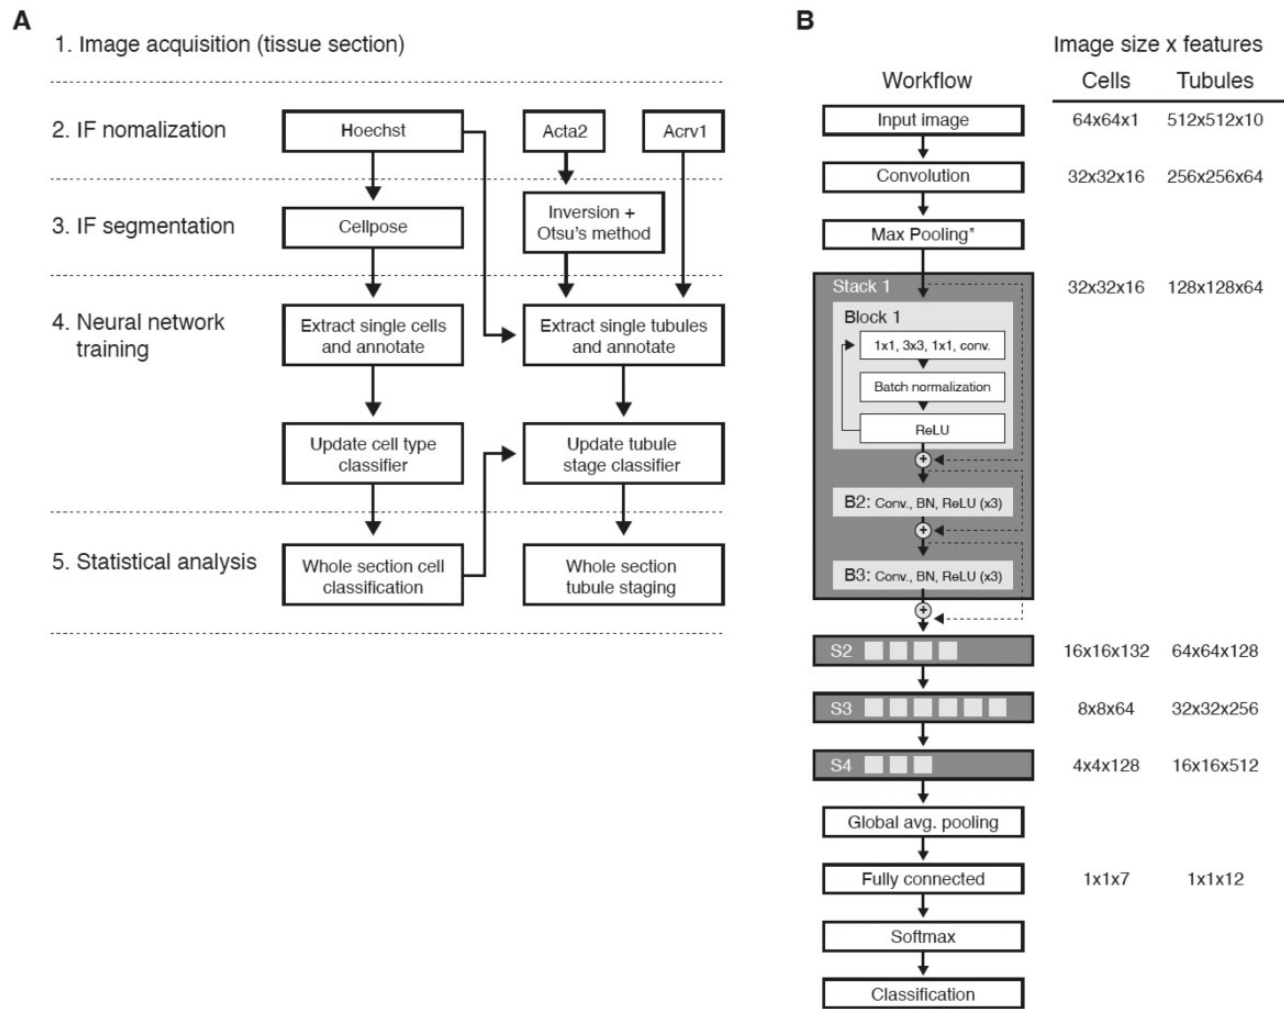 A
1. Image acquisition (tissue section)
2. IF nomalization
Hoechst
Acta2
Acrv1
3. IF segmentation
Cellpose
Inversion +
Otsu's method
4. Neural network
training
Extract single cells
and annotate
Extract single tubules
and annotate
Update cell type
classifier
Update tubule
stage classifier
5. Statistical analysis
Whole section cell
classification
Whole section
tubule staging
B
Image size x features
Workflow
Cells
Tubules
Input image
64x64x1
512x512x10
Convolution
32x32x16
256x256x64
Max Pooling*
Stack 1
32x32x16
128x128x64
Block 1
1x1, 3x3, 1x1, conv.
Batch normalization
ReLU
+
B2: Conv., BN, ReLU (x3)
+
B3: Conv., BN, ReLU (x3)
+
S2
16x16x132
64x64x128
S3
8x8x64
32x32x256
S4
4x4x128
16x16x512
Global avg. pooling
Fully connected
1x1x7
1x1x12
Softmax
Classification